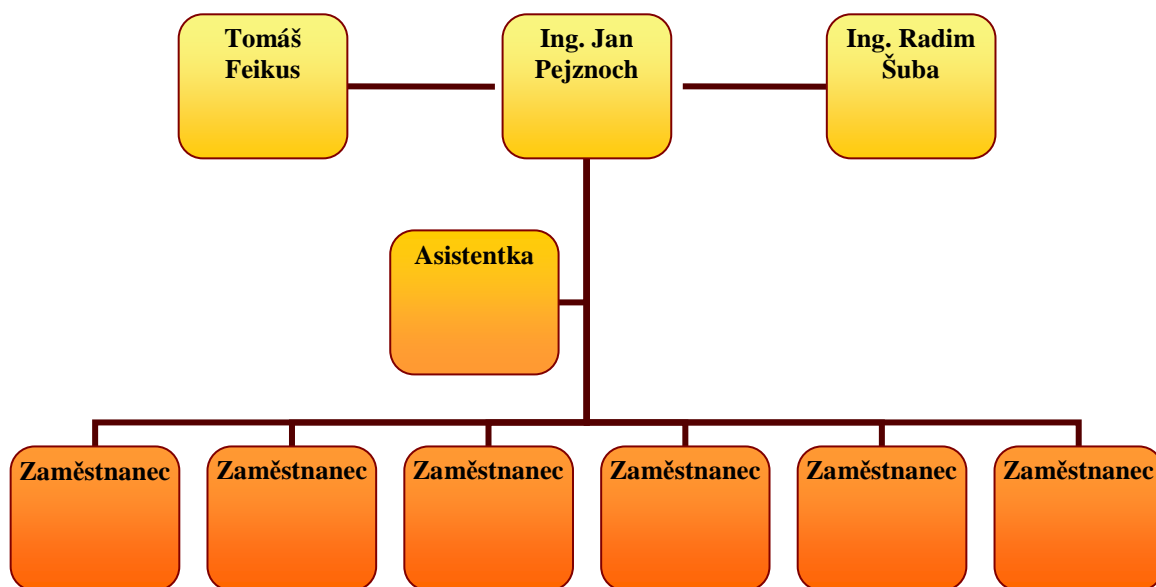 Tomáš
Feikus
Ing. Jan
Pejznoch
Ing. Radim
Šuba
Asistentka
Zaměstnanec
Zaměstnanec
Zaměstnanec
Zaměstnanec
Zaměstnanec
Zaměstnanec